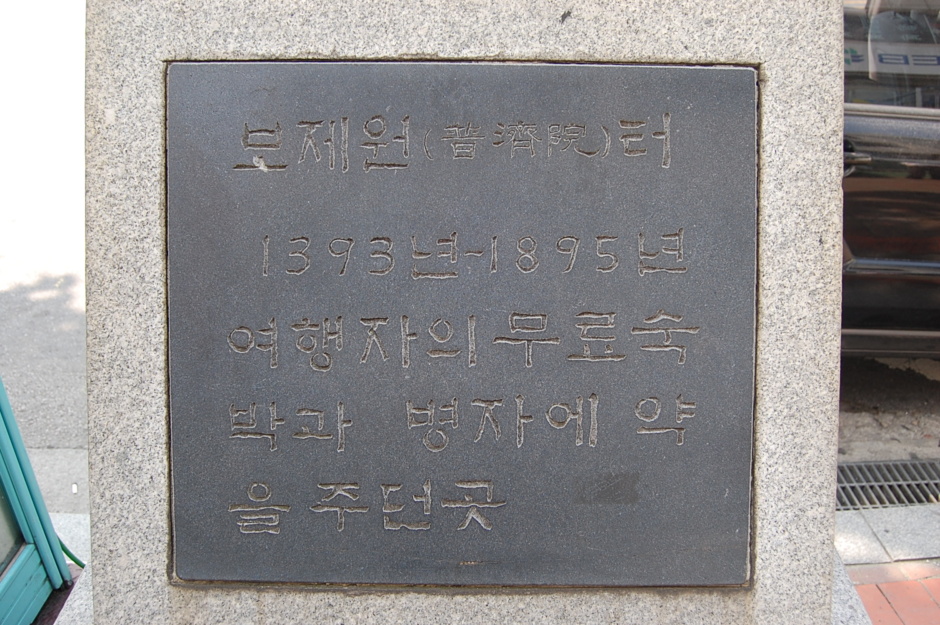 보제원(普濟院)터
1393년-1895년
여행자의무료숙
박과 병자에 약
을주던곳